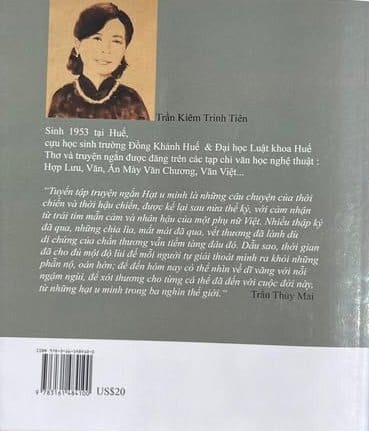 Trần Kiêm Trinh Tiên
Sinh 1953 tại Huế,
cựu học sinh trường Đồng Khánh Huế & Đại học Luật khoa Huế
Thơ và truyện ngắn được đăng trên các tạp chí văn học nghệ thuật :
Hợp Lưu, Văn, Ăn Mày Văn Chương, Văn Việt...
"Tuyển tập truyện ngắn Hạt u minh là những câu chuyện của thời
chiến và thời hậu chiến, được kể lại sau nửa thế kỷ, với cảm nhận
từ trái tim mẫn cảm và nhân hậu của một phụ nữ Việt. Nhiều thập kỷ
đã qua, những chia lìa, mất mát đã qua, vết thương đã lành dù
di chứng của chấn thương vẫn tiềm tàng đâu đó. Dẫu sao, thời gian
đã cho đủ một độ lùi để mỗi người tự giải thoát mình ra khỏi những
phẫn nộ, oán hờn; để đến hôm nay có thể nhìn về dĩ vãng với nỗi
ngậm ngùi, để xót thương cho từng cá thể đã đến với cuộc đời này,
từ những hạt u minh trong ba nghìn thế giới." Trần Thùy Mai
9 783161 484100
US$20